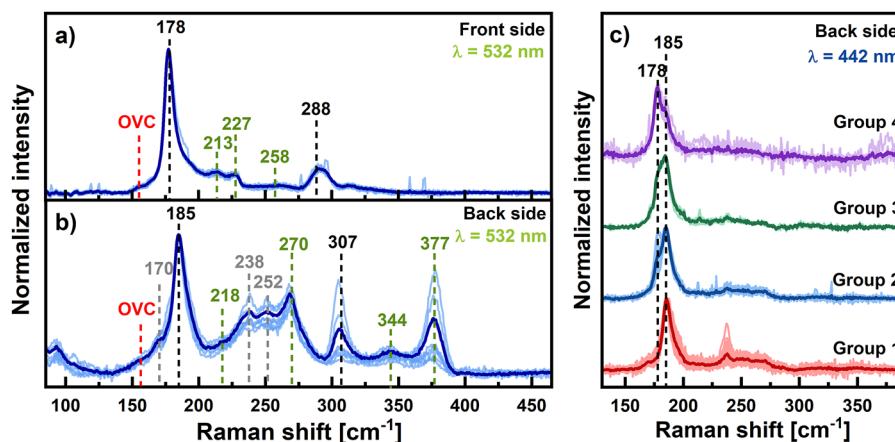 a)
178
Front side
λ = 532 nm
OVC
213
227
258
288
Normalized intensity
b)
185
Back side
λ = 532 nm
OVC
170
218
238
252
270
307
344
377
100 150 200 250 300 350 400 450
Raman shift [cm⁻¹]
c)
Back side
λ = 442 nm
185
178
Group 4
Group 3
Group 2
Group 1
Normalized intensity
150 200 250 300 350
Raman shift [cm⁻¹]